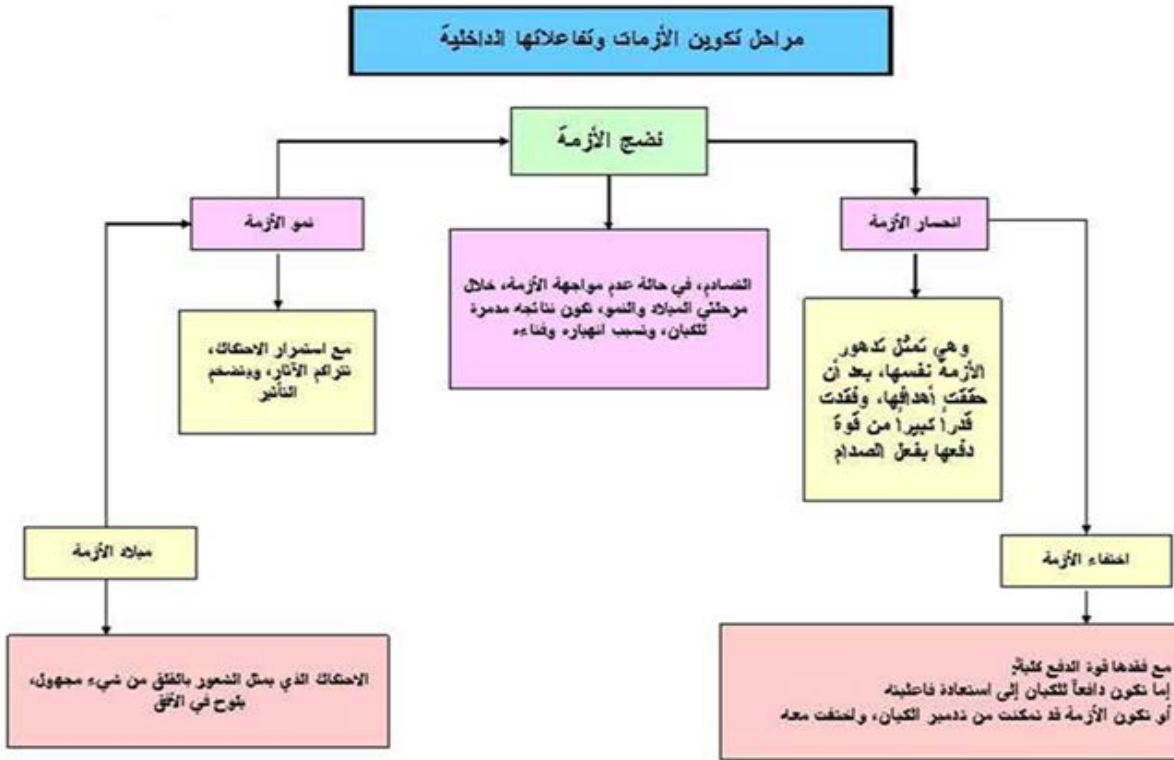 مراحل تكوين الأزمات وتفاعلاتها الداخلية
نضج الأزمة
نمو الأزمة
انحسار الأزمة
التصادم، في حالة عدم مواجهة الأزمة، خلال
مرحلتي الميلاد والنمو، تكون نتائجه مدمرة
للكيان، وتسبب انهياره وفناءه
مع استمرار الاحتكاك،
تتراكم الآثار، ويتضخم
التأثير
وهي تمثل تدهور
الأزمة نفسها، بعد أن
حققت أهدافها، وفقدت
قدراً كبيراً من قوة
دفعها بفعل الصدام
ميلاد الأزمة
اختفاء الأزمة
الاحتكاك الذي يمثل الشعور بالقلق من شيء مجهول،
يلوح في الأفق
مع فقدها قوة الدفع كليةً:
إما تكون دافعاً للكيان إلى استعادة فاعليته
أو تكون الأزمة قد تمكنت من تدمير الكيان، واختفت معه